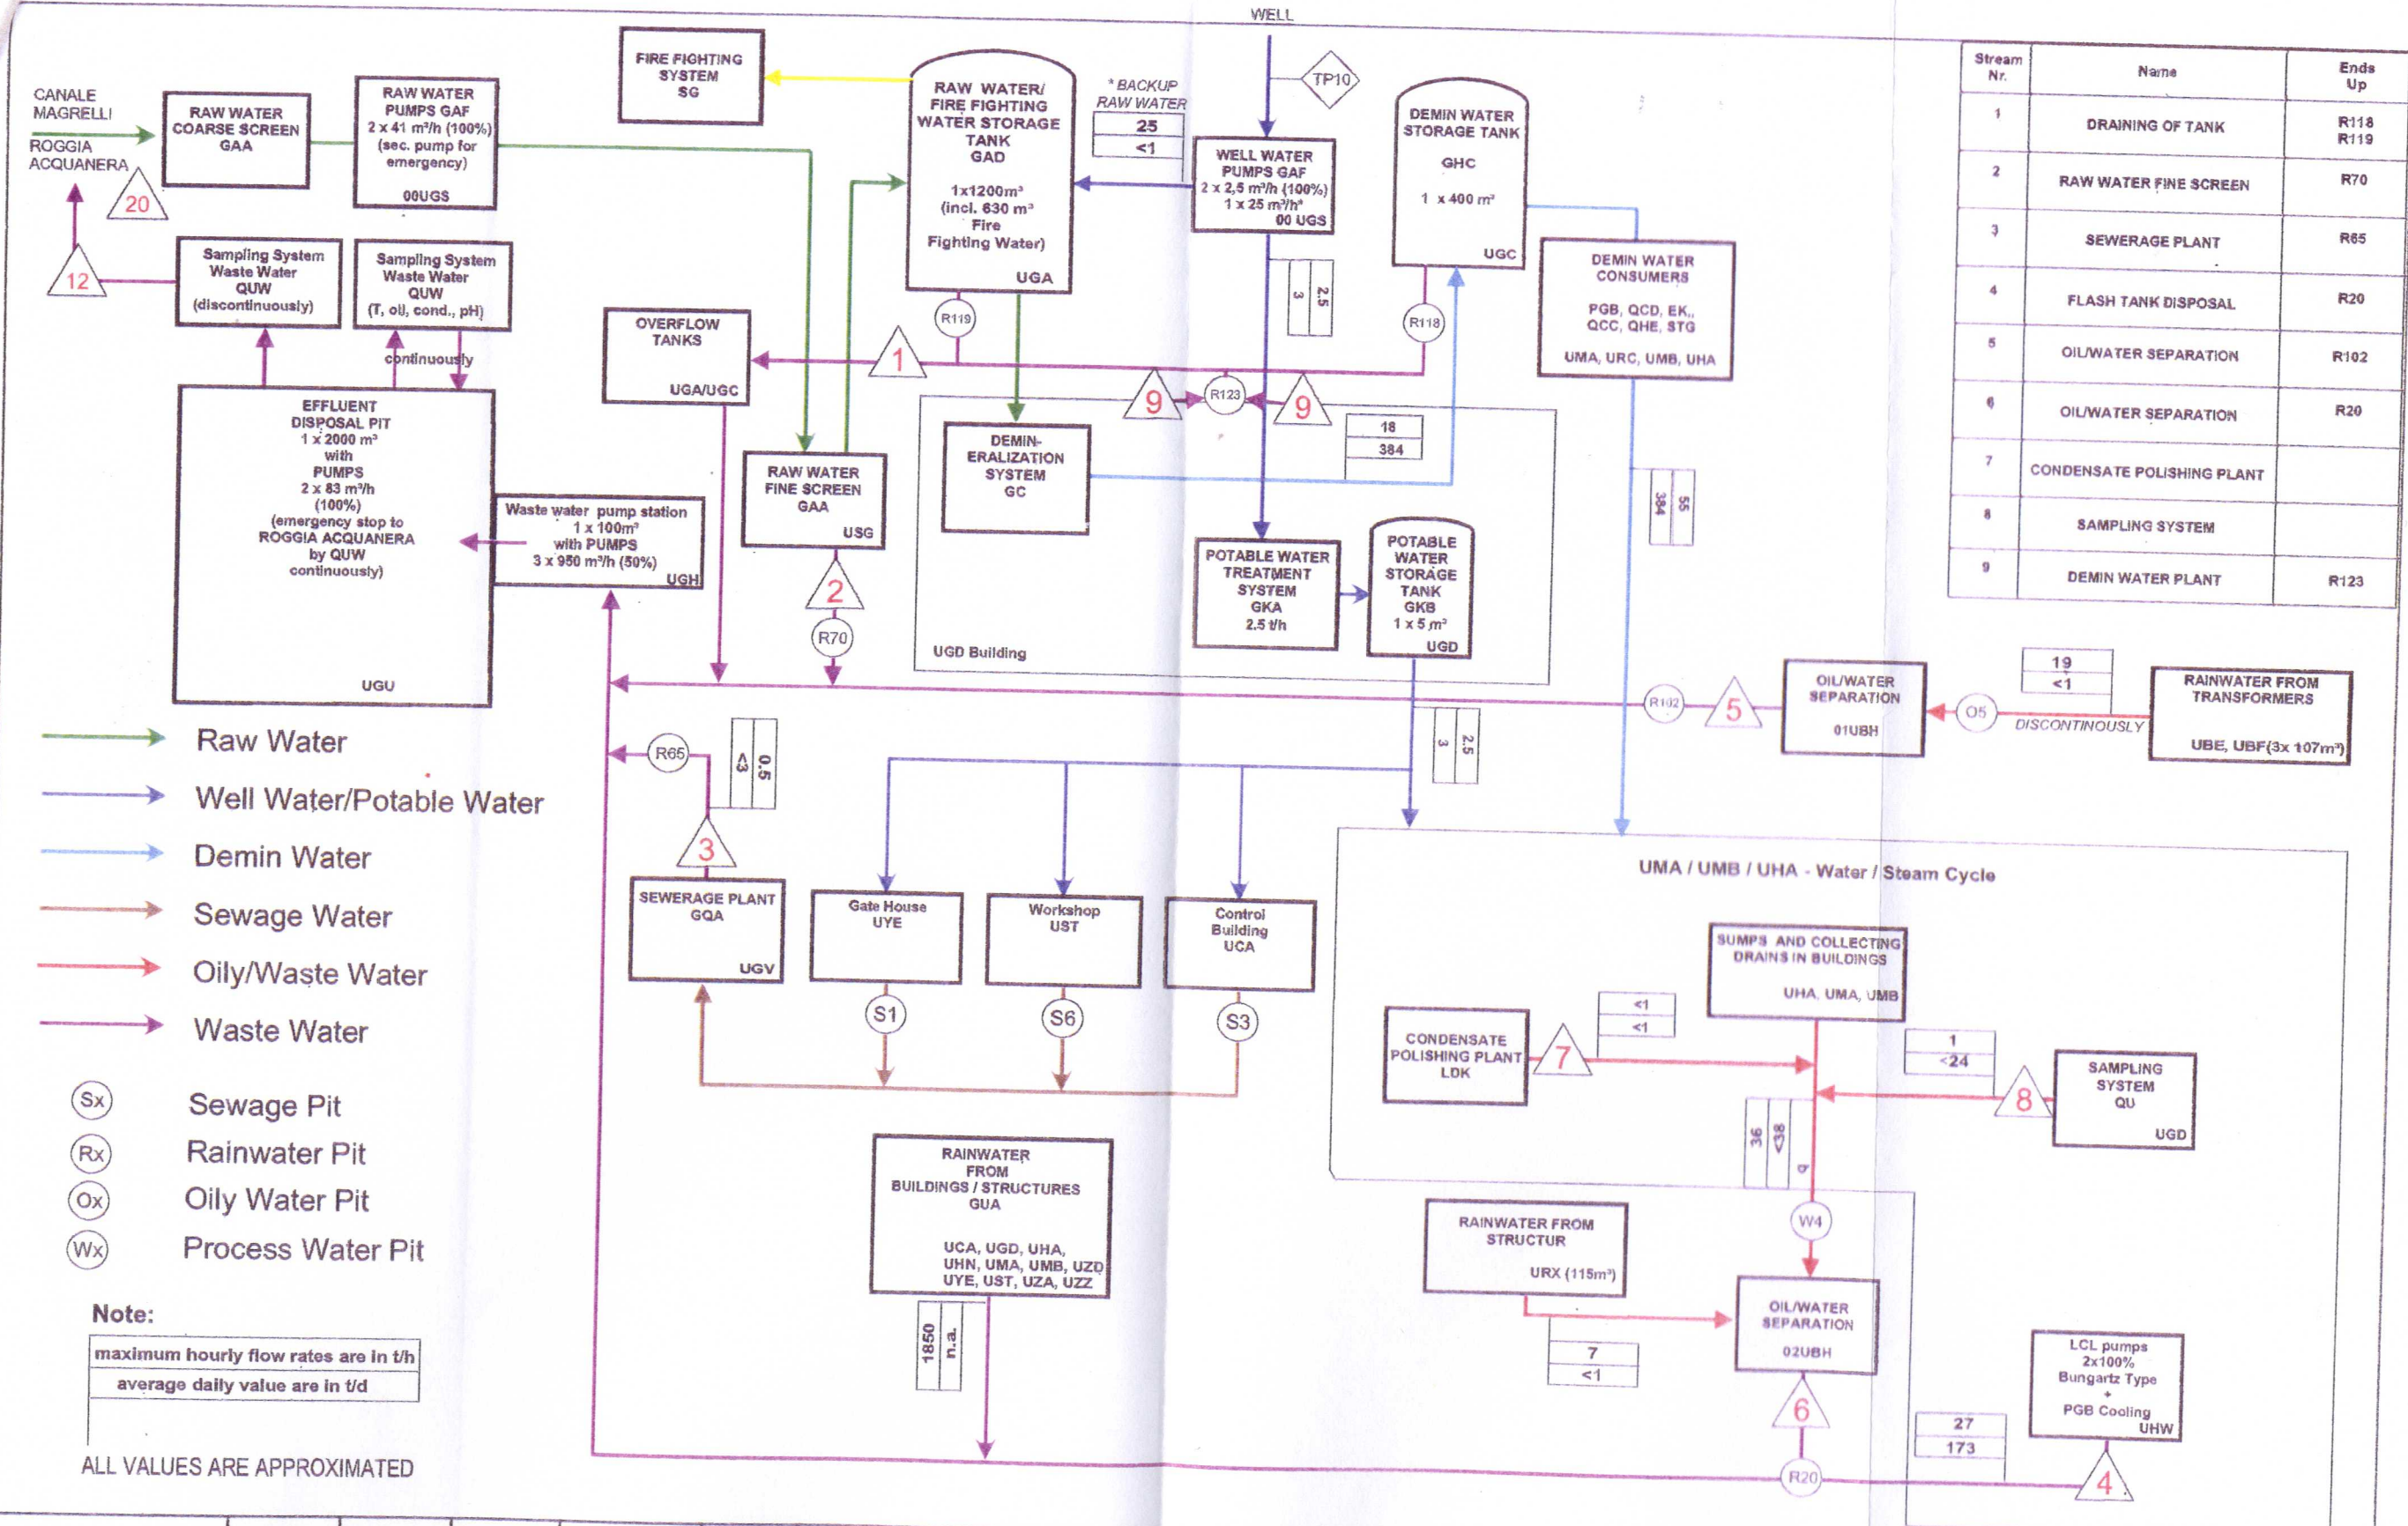 WELL
TP10
CANALE
MAGRELLI
ROGGIA
ACQUANERA
20
12
RAW WATER
COARSE SCREEN
GAA
RAW WATER
PUMPS GAF
2 x 41 m³/h (100%)
(sec. pump for
emergency)
00UGS
FIRE FIGHTING
SYSTEM
SG
RAW WATER/
FIRE FIGHTING
WATER STORAGE
TANK
GAD
1x1200m³
(incl. 630 m³
Fire
Fighting Water)
UGA
* BACKUP
RAW WATER
25
<1
WELL WATER
PUMPS GAF
2 x 2,5 m³/h (100%)
1 x 25 m³/h*
00 UGS
DEMIN WATER
STORAGE TANK
GHC
1 x 400 m³
UGC
DEMIN WATER
CONSUMERS
PGB, QCD, EK,,
QCC, QHE, STG
UMA, URC, UMB, UHA
Stream
Nr.
Name
Ends
Up
1
DRAINING OF TANK
R118
R119
2
RAW WATER FINE SCREEN
R70
3
SEWERAGE PLANT
R65
4
FLASH TANK DISPOSAL
R20
5
OIL/WATER SEPARATION
R102
6
OIL/WATER SEPARATION
R20
7
CONDENSATE POLISHING PLANT
8
SAMPLING SYSTEM
9
DEMIN WATER PLANT
R123
Sampling System
Waste Water
QUW
(discontinuously)
Sampling System
Waste Water
QUW
(T, oil, cond., pH)
continuously
OVERFLOW
TANKS
UGA/UGC
R119
1
R118
2.5
3
9
R123
9
EFFLUENT
DISPOSAL PIT
1 x 2000 m³
with
PUMPS
2 x 83 m³/h
(100%)
(emergency stop to
ROGGIA ACQUANERA
by QUW
continuously)
UGU
Waste water pump station
1 x 100m³
with PUMPS
3 x 950 m³/h (50%)
UGH
RAW WATER
FINE SCREEN
GAA
USG
2
R70
DEMIN-
ERALIZATION
SYSTEM
GC
18
384
POTABLE WATER
TREATMENT
SYSTEM
GKA
2.5 t/h
POTABLE
WATER
STORAGE
TANK
GKB
1 x 5 m³
UGD
UGD Building
55
384
R102
5
OIL/WATER
SEPARATION
01UBH
O5
19
<1
DISCONTINOUSLY
RAINWATER FROM
TRANSFORMERS
UBE, UBF(3x 107m³)
Raw Water
Well Water/Potable Water
Demin Water
Sewage Water
Oily/Waste Water
Waste Water
Sx
Sewage Pit
Rx
Rainwater Pit
Ox
Oily Water Pit
Wx
Process Water Pit
R65
0.5
<3
3
2.5
3
SEWERAGE PLANT
GQA
UGV
Gate House
UYE
Workshop
UST
Control
Building
UCA
S1
S6
S3
UMA / UMB / UHA - Water / Steam Cycle
SUMPS AND COLLECTING
DRAINS IN BUILDINGS
UHA, UMA, UMB
CONDENSATE
POLISHING PLANT
LDK
7
<1
<1
1
<24
8
SAMPLING
SYSTEM
QU
UGD
36
<38
W4
RAINWATER
FROM
BUILDINGS / STRUCTURES
GUA
UCA, UGD, UHA,
UHN, UMA, UMB, UZD
UYE, UST, UZA, UZZ
1850
n.a.
RAINWATER FROM
STRUCTUR
URX (115m³)
7
<1
OIL/WATER
SEPARATION
02UBH
6
R20
27
173
LCL pumps
2x100%
Bungartz Type
+
PGB Cooling
UHW
4
Note:
maximum hourly flow rates are in t/h
average daily value are in t/d
ALL VALUES ARE APPROXIMATED